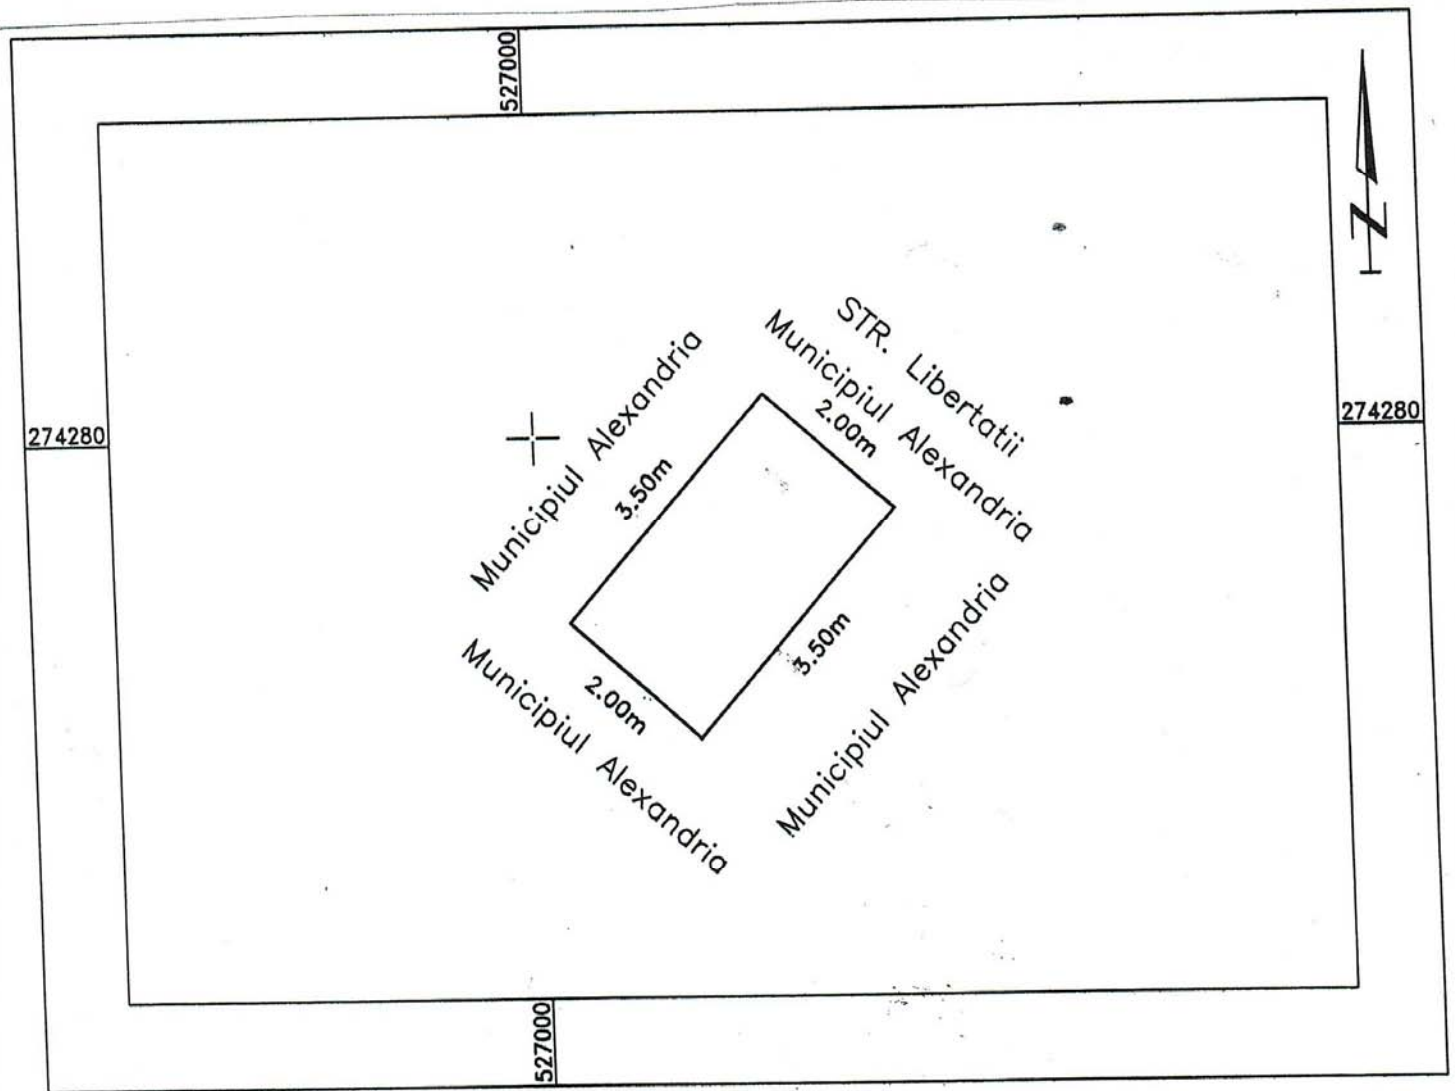 527000
N
STR. Libertatii
Municipiul Alexandria
2.00m
Municipiul Alexandria
3.50m
274280
274280
3.50m
Municipiul Alexandria
2.00m
Municipiul Alexandria
527000